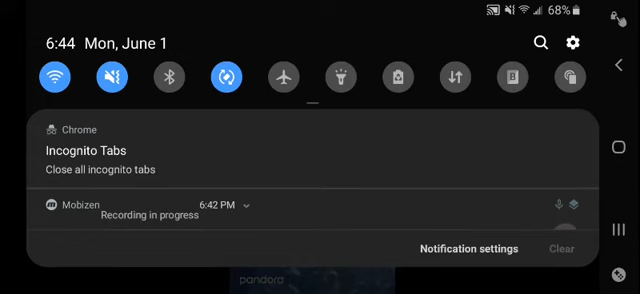 68%
6:44 Mon, June 1
B
Chrome
Incognito Tabs
Close all incognito tabs
m Mobizen 6:42 PM
Recording in progress
Notification settings Clear
pandora